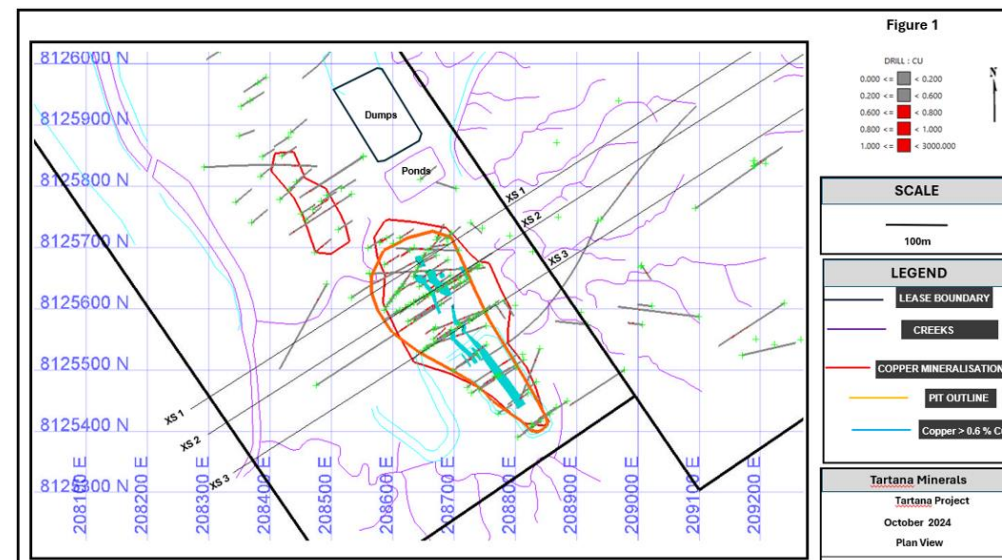 Figure 1
DRILL : CU
0.000 <= < 0.200
0.200 <= < 0.600
0.600 <= < 0.800
0.800 <= < 1.000
1.000 <= < 3000.000
N
SCALE
100m
LEGEND
LEASE BOUNDARY
CREEKS
COPPER MINERALISATION
PIT OUTLINE
Copper > 0.6 % C
Tartana Minerals
Tartana Project
October 2024
Plan View
8126000 N
8125900 N
8125800 N
8125700 N
8125600 N
8125500 N
8125400 N
8125300 N
Dumps
Ponds
XS 1
XS 2
XS 3
XS 1
XS 2
XS 3
208100 E
208200 E
208300 E
208400 E
208500 E
208600 E
208700 E
208800 E
208900 E
209000 E
209100 E
209200 E